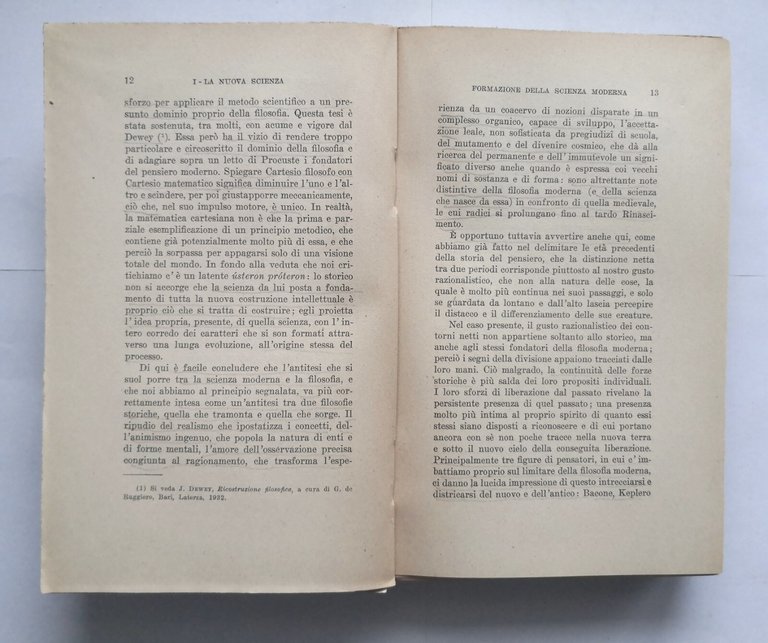 12
I - LA NUOVA SCIENZA
sforzo per applicare il metodo scientifico a un pre-
sunto dominio proprio della filosofia. Questa tesi è
stata sostenuta, tra molti, con acume e vigore dal
Dewey (¹). Essa però ha il vizio di rendere troppo
particolare e circoscritto il dominio della filosofia e
di adagiare sopra un letto di Procuste i fondatori
del pensiero moderno. Spiegare Cartesio filosofo con
Cartesio matematico significa diminuire l'uno e l'al-
tro e scindere, per poi giustapporre meccanicamente,
ciò che, nel suo impulso motore, è unico. In realtà,
la matematica cartesiana non è che la prima e par-
ziale esemplificazione di un principio metodico, che
contiene già potenzialmente molto più di essa, e che
perciò la sorpassa per appagarsi solo di una visione
totale del mondo. In fondo alla veduta che noi cri-
tichiamo c'è un latente ústeron próteron: lo storico
non si accorge che la scienza da lui posta a fonda-
mento di tutta la nuova costruzione intellettuale è
proprio ciò che si tratta di costruire; egli proietta
l'idea propria, presente, di quella scienza, con l'in-
tero corredo dei caratteri che si son formati attra-
verso una lunga evoluzione, all'origine stessa del
processo.
Di qui è facile concludere che l'antitesi che si
suol porre tra la scienza moderna e la filosofia, e
che noi abbiamo al principio segnalata, va più cor-
rettamente intesa come un'antitesi tra due filosofie
storiche, quella che tramonta e quella che sorge. Il
ripudio del realismo che ipostatizza i concetti, del-
l'animismo ingenuo, che popola la natura di enti e
di forme mentali, l'amore dell'osservazione precisa
congiunta al ragionamento, che trasforma l'espe-
(1) Si veda J. DEWEY, Ricostruzione filosofica, a cura di G. de
Ruggiero, Bari, Laterza, 1932.
FORMAZIONE DELLA SCIENZA MODERNA
13
rienza da un coacervo di nozioni disparate in un
complesso organico, capace di sviluppo, l'accetta-
zione leale, non sofisticata da pregiudizi di scuola,
del mutamento e del divenire cosmico, che dà alla
ricerca del permanente e dell'immutevole un signi-
ficato diverso anche quando è espressa coi vecchi
nomi di sostanza e di forma: sono altrettante note
distintive della filosofia moderna (e della scienza
che nasce da essa) in confronto di quella medievale,
le cui radici si prolungano fino al tardo Rinasci-
mento.
È opportuno tuttavia avvertire anche qui, come
abbiamo già fatto nel delimitare le età precedenti
della storia del pensiero, che la distinzione netta
tra due periodi corrisponde piuttosto al nostro gusto
razionalistico, che non alla natura delle cose, la
quale è molto più continua nei suoi passaggi, e solo
se guardata da lontano e dall'alto lascia percepire il
distacco e il differenziamento delle sue creature.
Nel caso presente, il gusto razionalistico dei con-
torni netti non appartiene soltanto allo storico, ma
anche agli stessi fondatori della filosofia moderna;
perciò i segni della divisione appaiono tracciati dalle
loro mani. Ciò malgrado, la continuità delle forze
storiche è più salda dei loro propositi individuali.
I loro sforzi di liberazione dal passato rivelano la
persistente presenza di quel passato; una presenza
molto più intima al proprio spirito di quanto essi
stessi siano disposti a riconoscere e di cui portano
ancora con sè non poche tracce nella nuova terra
e sotto il nuovo cielo della conseguita liberazione.
Principalmente tre figure di pensatori, in cui c'im-
battiamo proprio sul limitare della filosofia moderna,
ci danno la lucida impressione di questo intrecciarsi e
districarsi del nuovo e dell'antico: Bacone, Keplero